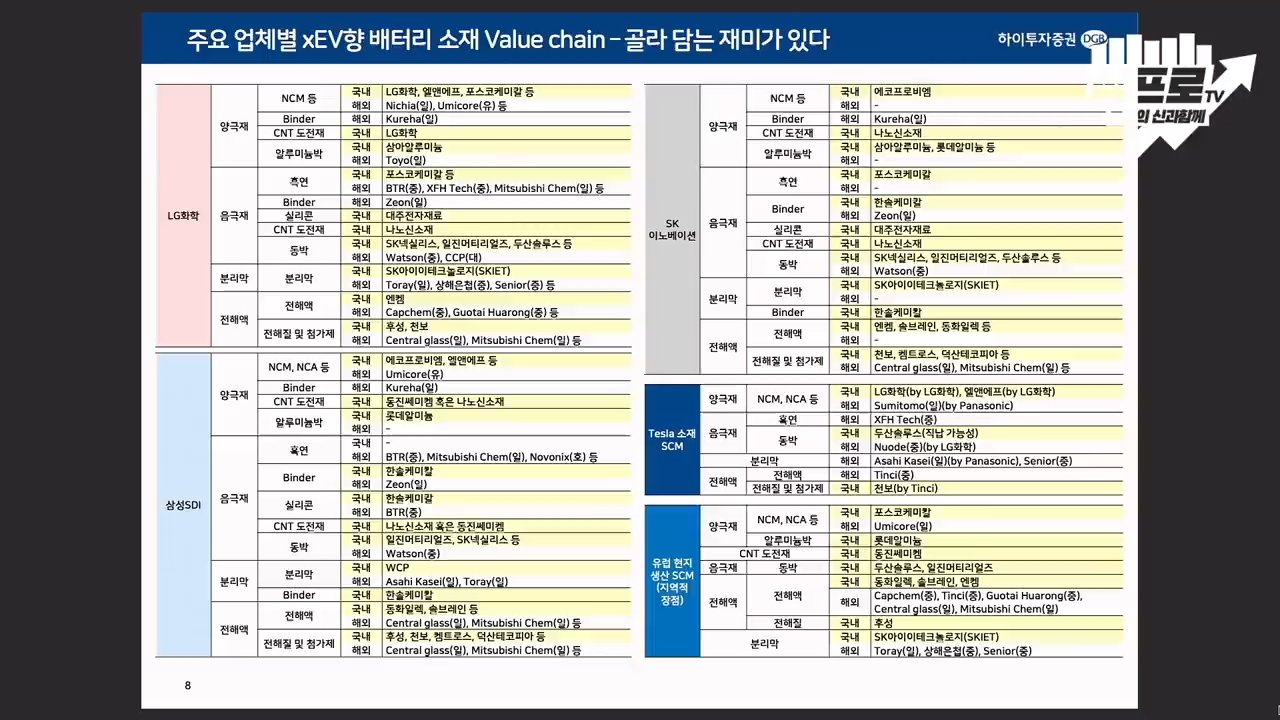 주요 업체별 xEV향 배터리 소재 Value chain – 골라 담는 재미가 있다
하이투자증권 DGB
프로TV
의 신과함께
LG화학
양극재
NCM 등
국내 LG화학, 엘앤에프, 포스코케미갈 등
해외 Nichia(일), Umicore(유) 등
Binder 해외 Kureha(일)
CNT 도전재 국내 LG화학
알루미늄박
국내 삼아알루미늄
해외 Toyo(일)
음극재
흑연
국내 포스코케미갈 등
해외 BTR(중), XFH Tech(중), Mitsubishi Chem(일) 등
Binder 해외 Zeon(일)
실리콘 국내 대주전자재료
CNT 도전재 국내 나노신소재
동박
국내 SK넥실리스, 일진머티리얼즈, 두산솔루스 등
해외 Watson(중), CCP(대)
분리막 분리막
국내 SK아이이테크놀로지(SKIET)
해외 Toray(일), 상해은첩(중), Senior(중) 등
전해액
전해액
국내 엔켐
해외 Capchem(중), Guotai Huarong(중) 등
전해질 및 첨가제
국내 후성, 천보
해외 Central glass(일), Mitsubishi Chem(일) 등
삼성SDI
양극재
NCM, NCA 등
국내 에코프로비엠, 엘앤에프 등
해외 Umicore(유)
Binder 해외 Kureha(일)
CNT 도전재 국내 동진쎄미켐 혹은 나노신소재
알루미늄박
국내 롯데알미늄
해외 -
음극재
흑연
국내 -
해외 BTR(중), Mitsubishi Chem(일), Novonix(호) 등
Binder
국내 한솔케미칼
해외 Zeon(일)
실리콘
국내 한솔케미갈
해외 BTR(중)
CNT 도전재 국내 나노신소재 혹은 동진쎄미켐
동박
국내 일진머티리얼즈, SK넥실리스 등
해외 Watson(중)
분리막
분리막
국내 WCP
해외 Asahi Kasei(일), Toray(일)
Binder 국내 한솔케미칼
전해액
전해액
국내 동화일렉, 솔브레인 등
해외 Central glass(일), Mitsubishi Chem(일) 등
전해질 및 첨가제
국내 후성, 천보, 켐트로스, 덕산테코피아 등
해외 Central glass(일), Mitsubishi Chem(일) 등
8
SK
이노베이션
양극재
NCM 등
국내 에코프로비엠
해외 -
Binder 해외 Kureha(일)
CNT 도전재 국내 나노신소재
알루미늄박
국내 삼아알루미늄, 롯데알미늄 등
해외 -
음극재
흑연
국내 포스코케미갈
해외 -
Binder
국내 한솔케미갈
해외 Zeon(일)
실리콘 국내 대주전자재료
CNT 도전재 국내 나노신소재
동박
국내 SK넥실리스, 일진머티리얼즈, 두산솔루스 등
해외 Watson(중)
분리막
분리막
국내 SK아이이테크놀로지(SKIET)
해외 -
Binder 국내 한솔케미칼
전해액
전해액
국내 엔켐, 솔브레인, 동화일렉 등
해외 -
전해질 및 첨가제
국내 천보, 켐트로스, 덕산테코피아 등
해외 Central glass(일), Mitsubishi Chem(일) 등
Tesla 소재
SCM
양극재 NCM, NCA 등
국내 LG화학(by LG화학), 엘앤에프(by LG화학)
해외 Sumitomo(일)(by Panasonic)
음극재
흑연 해외 XFH Tech(중)
동박
국내 두산솔루스(직납 가능성)
해외 Nuode(중)(by LG화학)
분리막 해외 Asahi Kasei(일)(by Panasonic), Senior(중)
전해액
전해액 해외 Tinci(중)
전해질 및 첨가제 국내 천보(by Tinci)
유럽 현지
생산 SCM
(지역적
장점)
양극재
NCM, NCA 등
국내 포스코케미칼
해외 Umicore(일)
알루미늄박 국내 롯데알미늄
CNT 도전재 국내 동진쎄미켐
음극재 동박 국내 두산솔루스, 일진머티리얼즈
전해액
전해액
국내 동화일렉, 솔브레인, 엔켐
해외 Capchem(중), Tinci(중), Guotai Huarong(중),
Central glass(일), Mitsubishi Chem(일)
전해질 국내 후성
분리막
국내 SK아이이테크놀로지(SKIET)
해외 Toray(일), 상해은첩(중), Senior(중)